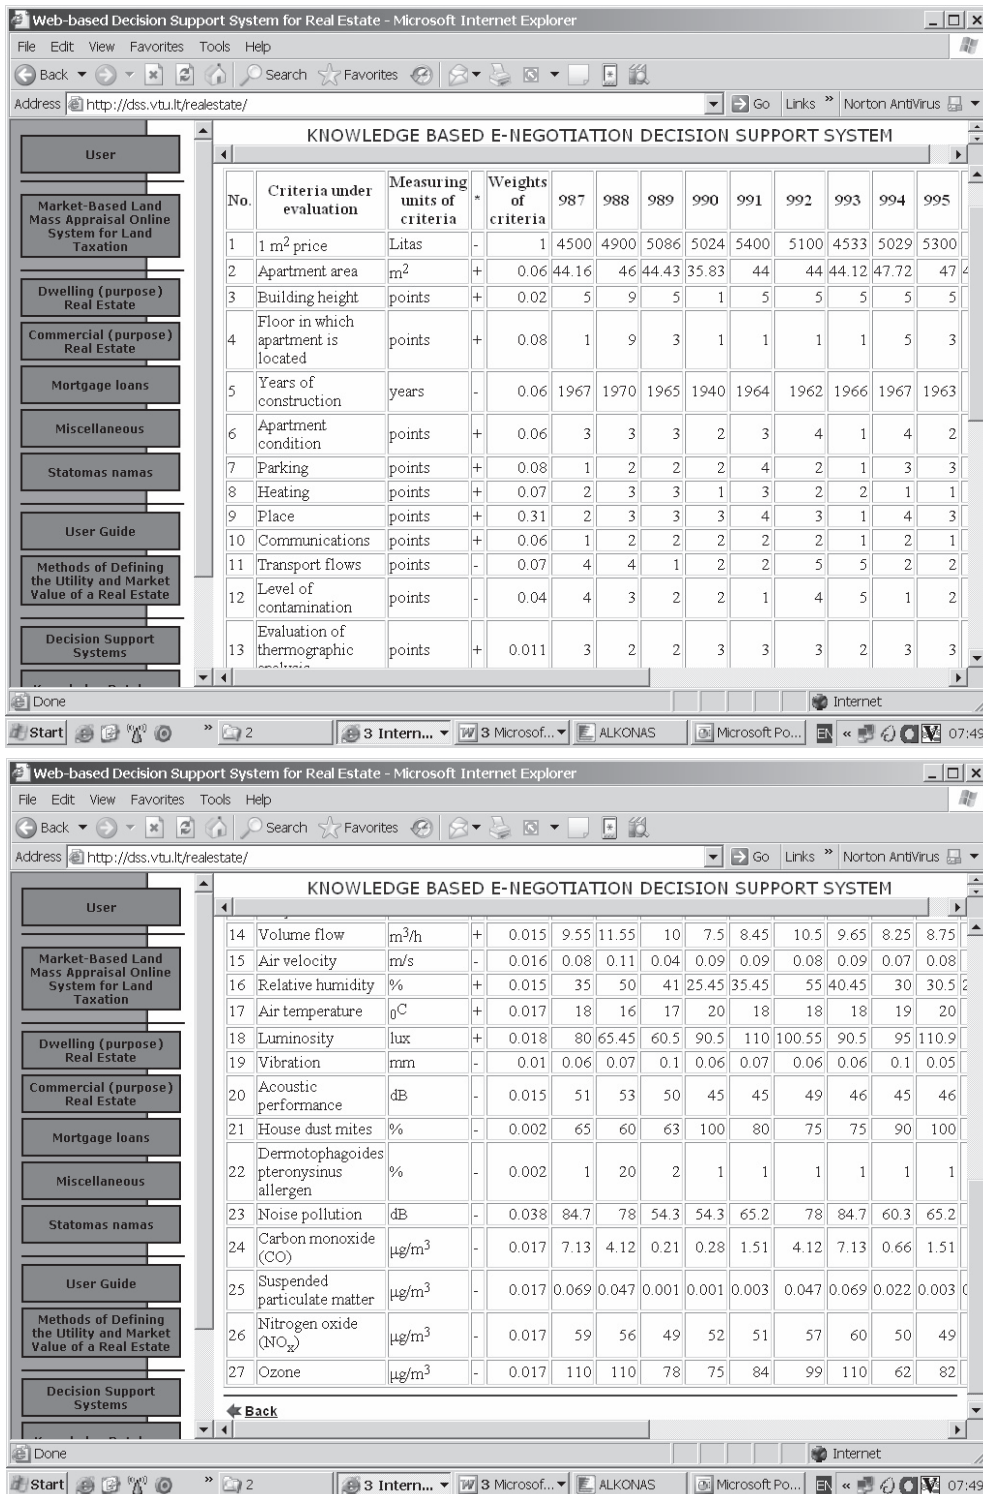 Web-based Decision Support System for Real Estate - Microsoft Internet Explorer
File Edit View Favorites Tools Help
Back Search Favorites
Address http://dss.vtu.lt/realestate/ Go Links » Norton AntiVirus
KNOWLEDGE BASED E-NEGOTIATION DECISION SUPPORT SYSTEM
User
Market-Based Land
Mass Appraisal Online
System for Land
Taxation
Dwelling (purpose)
Real Estate
Commercial (purpose)
Real Estate
Mortgage loans
Miscellaneous
Statomas namas
User Guide
Methods of Defining
the Utility and Market
Value of a Real Estate
Decision Support
Systems
No. Criteria under evaluation Measuring units of criteria * Weights of criteria 987 988 989 990 991 992 993 994 995
1 1 m² price Litas - 1 4500 4900 5086 5024 5400 5100 4533 5029 5300
2 Apartment area m² + 0.06 44.16 46 44.43 35.83 44 44 44.12 47.72 47
3 Building height points + 0.02 5 9 5 1 5 5 5 5 5
4 Floor in which apartment is located points + 0.08 1 9 3 1 1 1 1 5 3
5 Years of construction years - 0.06 1967 1970 1965 1940 1964 1962 1966 1967 1963
6 Apartment condition points + 0.06 3 3 3 2 3 4 1 4 2
7 Parking points + 0.08 1 2 2 2 4 2 1 3 3
8 Heating points + 0.07 2 3 3 1 3 2 2 1 1
9 Place points + 0.31 2 3 3 3 4 3 1 4 3
10 Communications points + 0.06 1 2 2 2 2 2 1 2 1
11 Transport flows points - 0.07 4 4 1 2 2 5 5 2 2
12 Level of contamination points - 0.04 4 3 2 2 1 4 5 1 2
13 Evaluation of thermographic points + 0.011 3 2 2 3 3 3 2 3 3
Done Internet
Start » 2 3 Intern... 3 Microsof... ALKONAS Microsoft Po... EN « 07:49
Web-based Decision Support System for Real Estate - Microsoft Internet Explorer
File Edit View Favorites Tools Help
Back Search Favorites
Address http://dss.vtu.lt/realestate/ Go Links » Norton AntiVirus
KNOWLEDGE BASED E-NEGOTIATION DECISION SUPPORT SYSTEM
User
Market-Based Land
Mass Appraisal Online
System for Land
Taxation
Dwelling (purpose)
Real Estate
Commercial (purpose)
Real Estate
Mortgage loans
Miscellaneous
Statomas namas
User Guide
Methods of Defining
the Utility and Market
Value of a Real Estate
Decision Support
Systems
14 Volume flow m³/h + 0.015 9.55 11.55 10 7.5 8.45 10.5 9.65 8.25 8.75
15 Air velocity m/s - 0.016 0.08 0.11 0.04 0.09 0.09 0.08 0.09 0.07 0.08
16 Relative humidity % + 0.015 35 50 41 25.45 35.45 55 40.45 30 30.5
17 Air temperature ₀C + 0.017 18 16 17 20 18 18 18 19 20
18 Luminosity lux + 0.018 80 65.45 60.5 90.5 110 100.55 90.5 95 110.9
19 Vibration mm - 0.01 0.06 0.07 0.1 0.06 0.07 0.06 0.06 0.1 0.05
20 Acoustic performance dB - 0.015 51 53 50 45 45 49 46 45 46
21 House dust mites % - 0.002 65 60 63 100 80 75 75 90 100
22 Dermotophagoides pteronysinus allergen % - 0.002 1 20 2 1 1 1 1 1 1
23 Noise pollution dB - 0.038 84.7 78 54.3 54.3 65.2 78 84.7 60.3 65.2
24 Carbon monoxide (CO) µg/m³ - 0.017 7.13 4.12 0.21 0.28 1.51 4.12 7.13 0.66 1.51
25 Suspended particulate matter µg/m³ - 0.017 0.069 0.047 0.001 0.001 0.003 0.047 0.069 0.022 0.003
26 Nitrogen oxide (NOₓ) µg/m³ - 0.017 59 56 49 52 51 57 60 50 49
27 Ozone µg/m³ - 0.017 110 110 78 75 84 99 110 62 82
Back
Done Internet
Start » 2 3 Intern... 3 Microsof... ALKONAS Microsoft Po... EN « 07:49